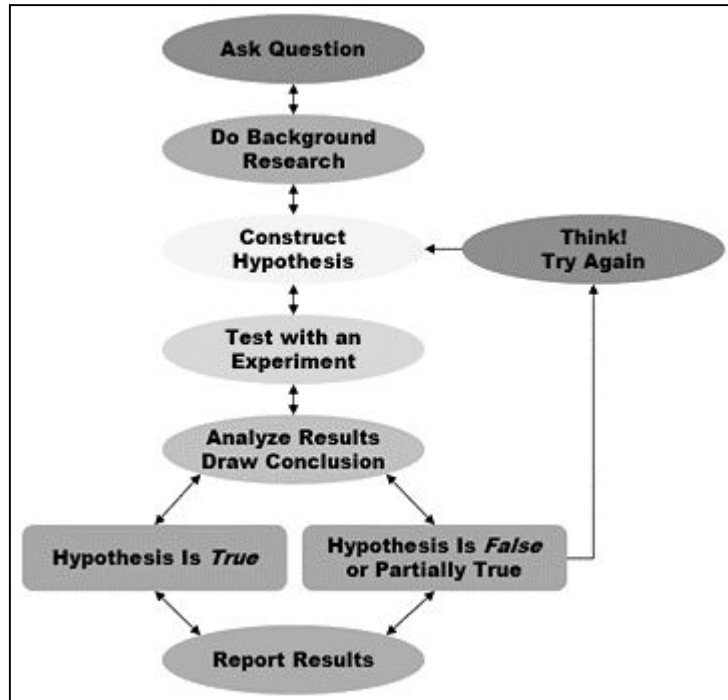 Ask Question
Do Background
Research
Construct
Hypothesis
Think!
Try Again
Test with an
Experiment
Analyze Results
Draw Conclusion
Hypothesis Is True
Hypothesis Is False
or Partially True
Report Results